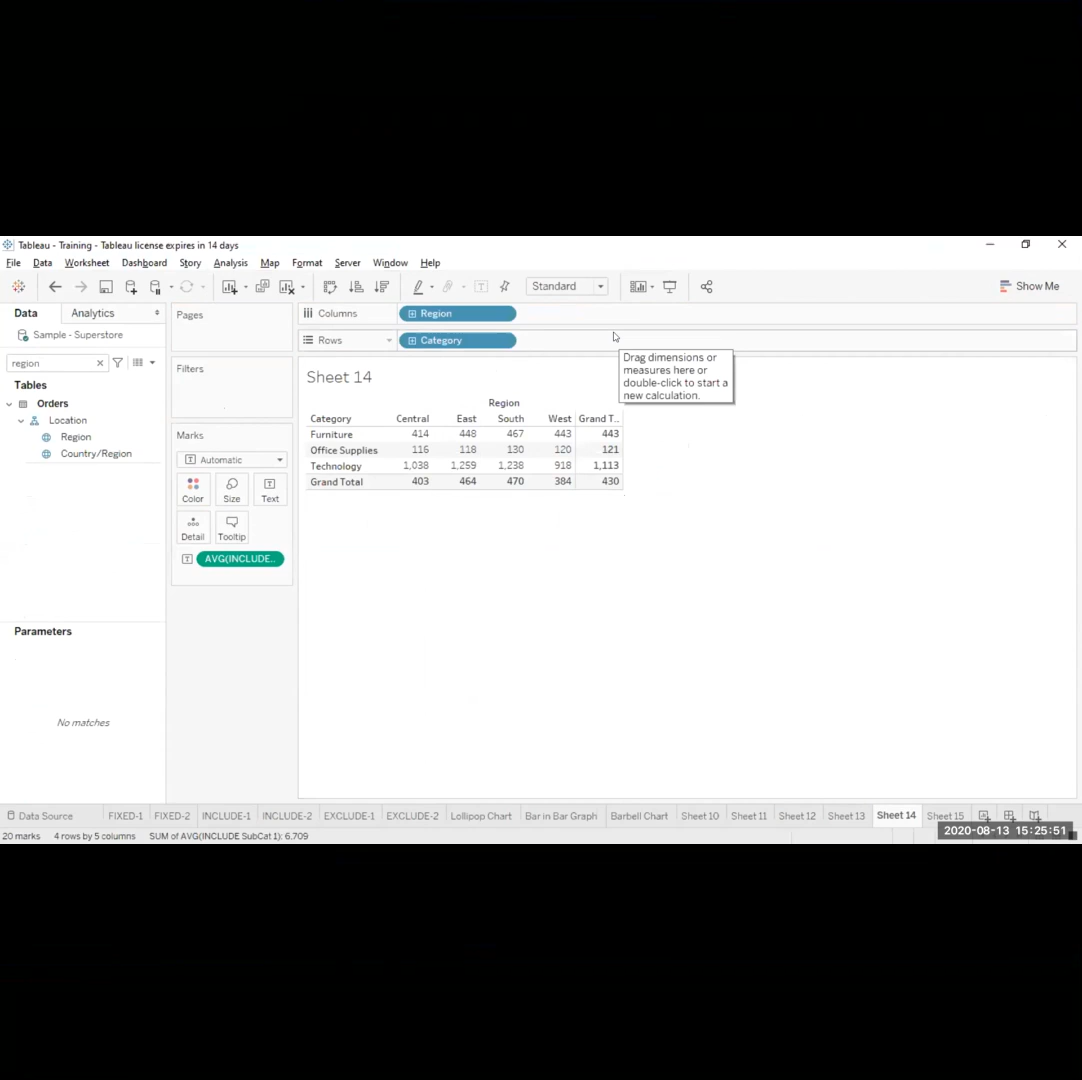 Tableau - Training - Tableau license expires in 14 days
File Data Worksheet Dashboard Story Analysis Map Format Server Window Help
Standard
Show Me
Data Analytics
Pages
Columns Region
Sample - Superstore
Rows Category
region
Filters
Drag dimensions or
measures here or
double-click to start a
new calculation.
Tables
Sheet 14
Orders
Region
Location
Category Central East South West Grand T..
Region
Marks
Furniture 414 448 467 443 443
Country/Region
Automatic
Office Supplies 116 118 130 120 121
Technology 1,038 1,259 1,238 918 1,113
Grand Total 403 464 470 384 430
Color Size Text
Detail Tooltip
AVG(INCLUDE..
Parameters
No matches
Data Source FIXED-1 FIXED-2 INCLUDE-1 INCLUDE-2 EXCLUDE-1 EXCLUDE-2 Lollipop Chart Bar in Bar Graph Barbell Chart Sheet 10 Sheet 11 Sheet 12 Sheet 13 Sheet 14 Sheet 15
20 marks 4 rows by 5 columns SUM of AVG(INCLUDE SubCat 1): 6,709
2020-08-13 15:25:51